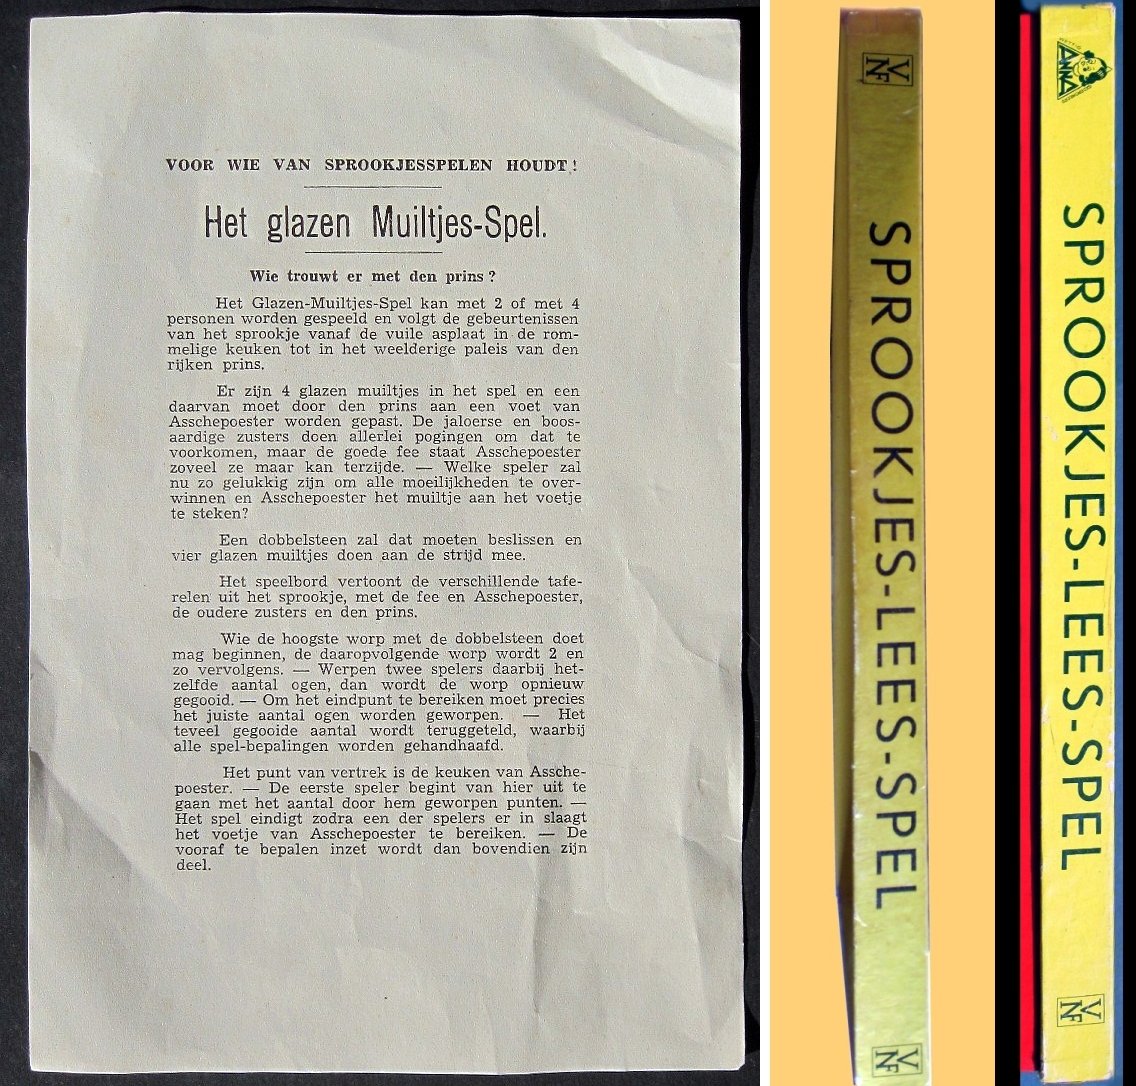 VOOR WIE VAN SPROOKJESSPELEN HOUDT!
Het glazen Muiltjes-Spel.
Wie trouwt er met den prins?
Het Glazen-Muiltjes-Spel kan met 2 of met 4
personen worden gespeeld en volgt de gebeurtenissen
van het sprookje vanaf de vuile asplaat in de rom-
melige keuken tot in het weelderige paleis van den
rijken prins.
Er zijn 4 glazen muiltjes in het spel en een
daarvan moet door den prins aan een voet van
Asschepoester worden gepast. De jaloerse en boos-
aardige zusters doen allerlei pogingen om dat te
voorkomen, maar de goede fee staat Asschepoester
zoveel ze maar kan terzijde. — Welke speler zal
nu zo gelukkig zijn om alle moeilijkheden te over-
winnen en Asschepoester het muiltje aan het voetje
te steken?
Een dobbelsteen zal dat moeten beslissen en
vier glazen muiltjes doen aan de strijd mee.
Het speelbord vertoont de verschillende tafe-
relen uit het sprookje, met de fee en Asschepoester,
de oudere zusters en den prins.
Wie de hoogste worp met de dobbelsteen doet
mag beginnen, de daaropvolgende worp wordt 2 en
zo vervolgens. — Werpen twee spelers daarbij het-
zelfde aantal ogen, dan wordt de worp opnieuw
gegooid. — Om het eindpunt te bereiken moet precies
het juiste aantal ogen worden geworpen. — Het
teveel gegooide aantal wordt teruggeteld, waarbij
alle spel-bepalingen worden gehandhaafd.
Het punt van vertrek is de keuken van Assche-
poester. — De eerste speler begint van hier uit te
gaan met het aantal door hem geworpen punten. —
Het spel eindigt zodra een der spelers er in slaagt
het voetje van Asschepoester te bereiken. — De
vooraf te bepalen inzet wordt dan bovendien zijn
deel.
VNF
SPROOKJES-LEES-SPEL
VNF
ANNA
SPROOKJES-LEES-SPEL
VNF